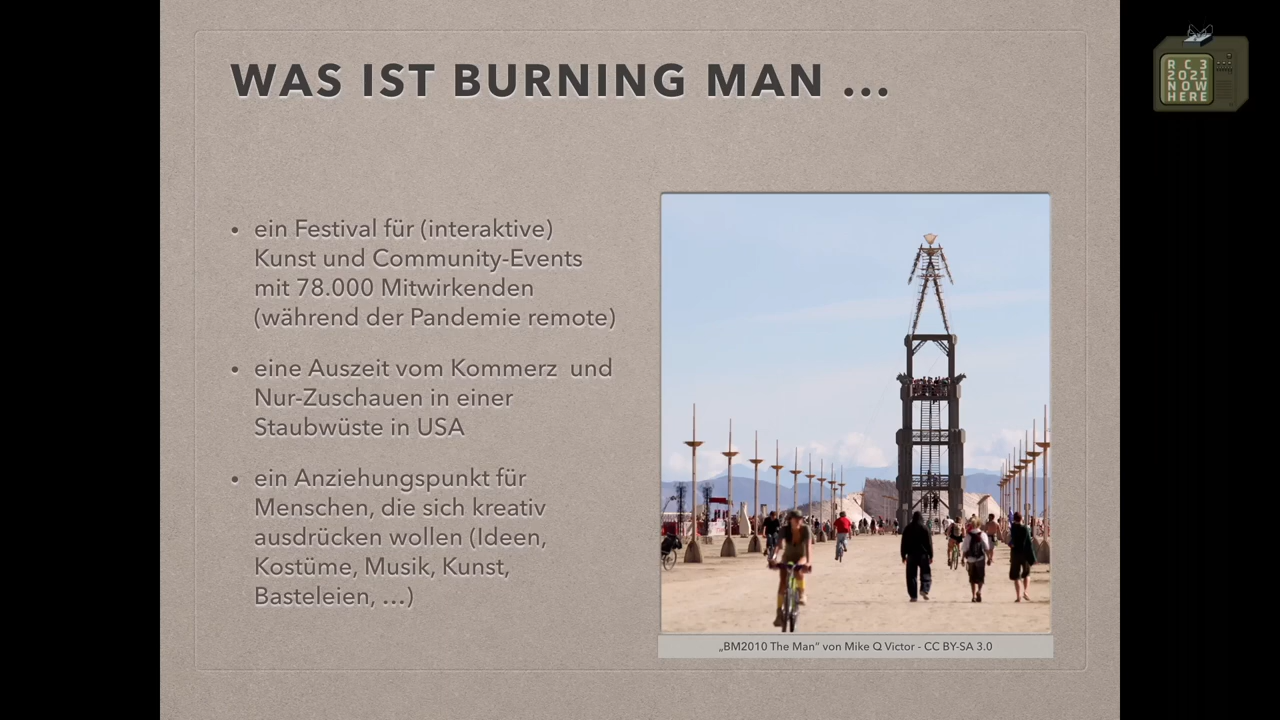 WAS IST BURNING MAN ...
• ein Festival für (interaktive)
Kunst und Community-Events
mit 78.000 Mitwirkenden
(während der Pandemie remote)
• eine Auszeit vom Kommerz  und
Nur-Zuschauen in einer
Staubwüste in USA
• ein Anziehungspunkt für
Menschen, die sich kreativ
ausdrücken wollen (Ideen,
Kostüme, Musik, Kunst,
Basteleien, ...)
„BM2010 The Man“ von Mike Q Victor - CC BY-SA 3.0
RC3
2021
NOW
HERE